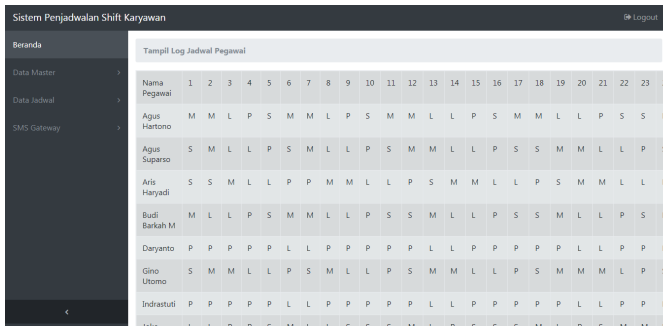 Sistem Penjadwalan Shift Karyawan Logout
Beranda
Data Master
Data Jadwal
SMS Gateway
Tampil Log Jadwal Pegawai
Nama Pegawai 1 2 3 4 5 6 7 8 9 10 11 12 13 14 15 16 17 18 19 20 21 22 23
Agus Hartono M M L P S M M L P S M M L L P S M M L L P S S
Agus Suparso S M L L P S M L L P S M M L L P S S M M L L P
Aris Haryadi S S M L L P P M M L L P S M M L L P S M M L L
Budi Barkah M M L L P S M M L L P S S M L L P S S M L L P S
Daryanto P P P P P L L P P P P P L L P P P P P L L P P
Gino Utomo S M M L L P S M L L P S M M L L P S M M M L P
Indrastuti P P P P P L L P P P P P L L P P P P P L L P P